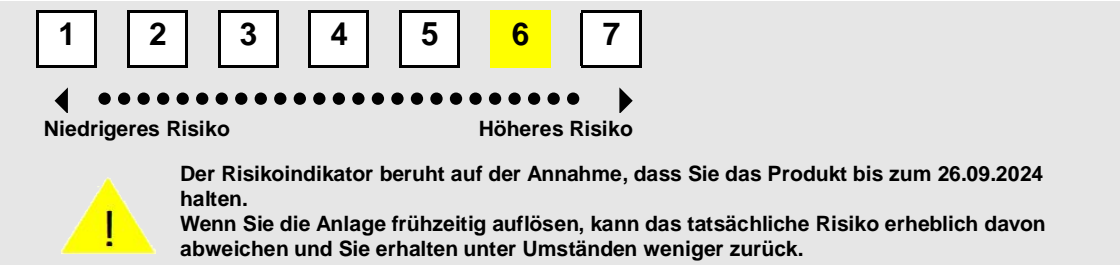 1 2 3 4 5 6 7
Niedrigeres Risiko Höheres Risiko
Der Risikoindikator beruht auf der Annahme, dass Sie das Produkt bis zum 26.09.2024
halten.
Wenn Sie die Anlage frühzeitig auflösen, kann das tatsächliche Risiko erheblich davon
abweichen und Sie erhalten unter Umständen weniger zurück.
!